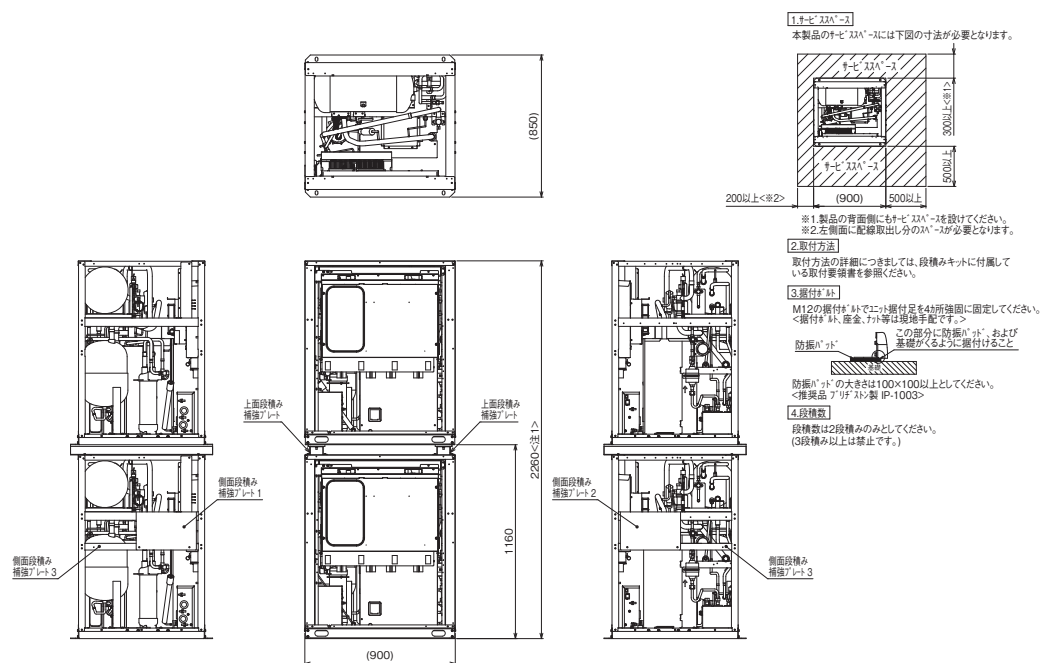 1.ｻｰﾋﾞｽｽﾍﾟｰｽ
本製品のｻｰﾋﾞｽｽﾍﾟｰｽには下図の寸法が必要となります。
ｻｰﾋﾞｽｽﾍﾟｰｽ
300以上<※1>
ｻｰﾋﾞｽｽﾍﾟｰｽ
500以上
200以上<※2>
(900)
500以上
※1.製品の背面側にもｻｰﾋﾞｽｽﾍﾟｰｽを設けてください。
※2.左側面に配線取出し分のｽﾍﾟｰｽが必要となります。
2.取付方法
取付方法の詳細につきましては、段積みキットに付属して
いる取付要領書を参照ください。
3.据付ﾎﾞﾙﾄ
M12の据付ﾎﾞﾙﾄでﾕﾆｯﾄ据付足を4ｶ所強固に固定してください。
<据付ﾎﾞﾙﾄ、座金、ﾅｯﾄ等は現地手配です。>
防振ﾊﾟｯﾄﾞ
この部分に防振ﾊﾟｯﾄﾞ、および
基礎がくるように据付けること
基礎
防振ﾊﾟｯﾄﾞの大きさは100×100以上としてください。
<推奨品 ﾌﾞﾘﾁﾞｽﾄﾝ製 IP-1003>
4.段積数
段積数は2段積みのみとしてください。
(3段積み以上は禁止です。)
(850)
上面段積み
補強ﾌﾟﾚｰﾄ
上面段積み
補強ﾌﾟﾚｰﾄ
2260<注1>
1160
(900)
側面段積み
補強ﾌﾟﾚｰﾄ1
側面段積み
補強ﾌﾟﾚｰﾄ3
側面段積み
補強ﾌﾟﾚｰﾄ2
側面段積み
補強ﾌﾟﾚｰﾄ3